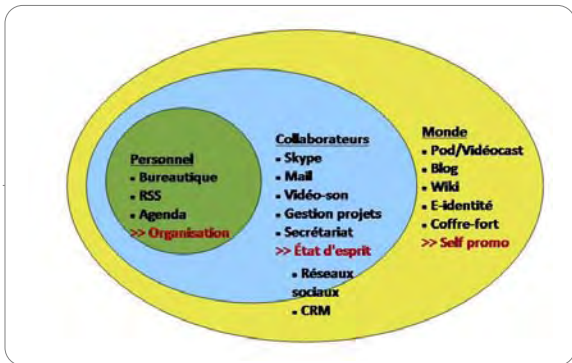 Personnel
▪ Bureautique
▪ RSS
▪ Agenda
>> Organisation
Collaborateurs
▪ Skype
▪ Mail
▪ Vidéo-son
▪ Gestion projets
▪ Secrétariat
>> État d'esprit
▪ Réseaux
sociaux
▪ CRM
Monde
▪ Pod/Vidécast
▪ Blog
▪ Wiki
▪ E-identité
▪ Coffre-fort
>> Self promo